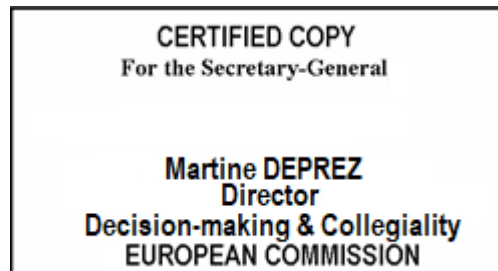 CERTIFIED COPY
For the Secretary-General
Martine DEPREZ
Director
Decision-making & Collegiality
EUROPEAN COMMISSION